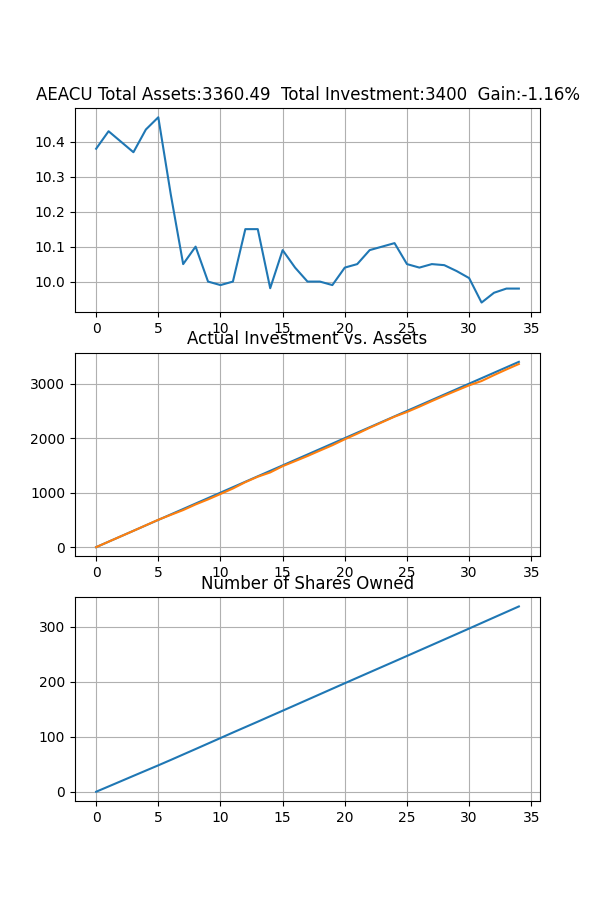 AEACU Total Assets:3360.49  Total Investment:3400  Gain:-1.16%
10.4
10.3
10.2
10.1
10.0
0 5 10 15 20 25 30 35
Actual Investment vs. Assets
3000
2000
1000
0
0 5 10 15 20 25 30 35
Number of Shares Owned
300
200
100
0
0 5 10 15 20 25 30 35